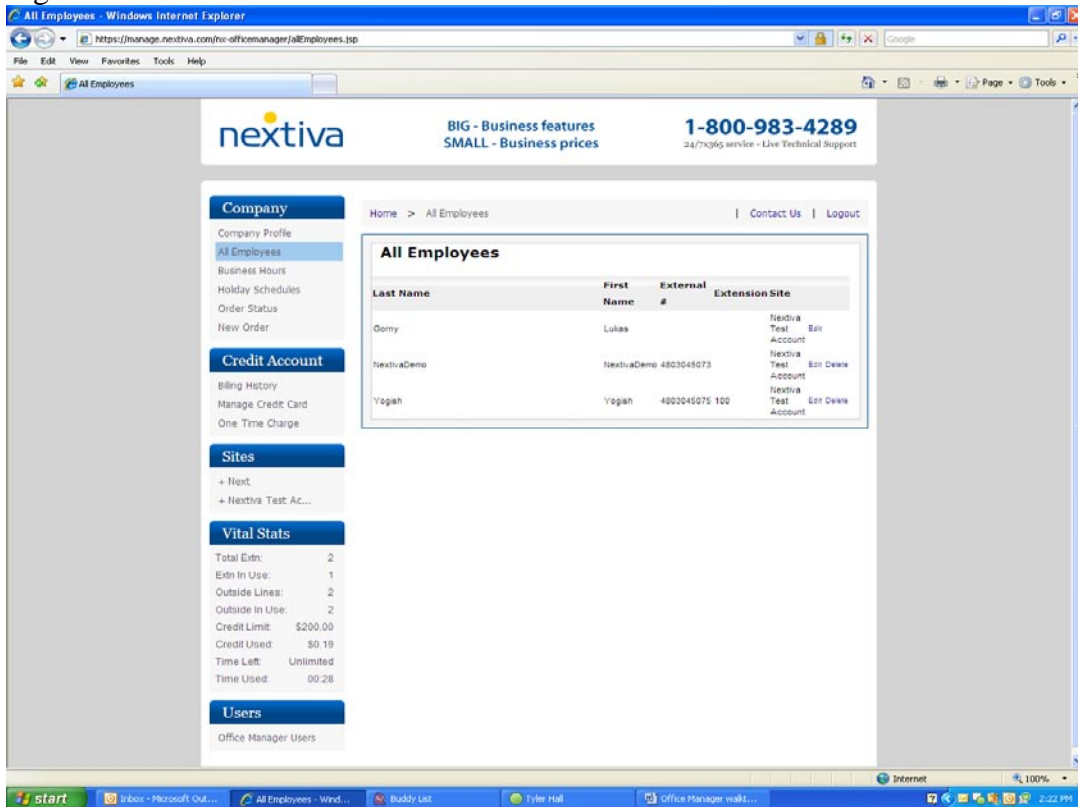 All Employees - Windows Internet Explorer
https://manage.nextiva.com/nx-officemanager/allEmployees.jsp
Google
File Edit View Favorites Tools Help
All Employees
Page Tools
nextiva
BIG - Business features
SMALL - Business prices
1-800-983-4289
24/7x365 service - Live Technical Support
Company
Company Profile
All Employees
Business Hours
Holiday Schedules
Order Status
New Order
Credit Account
Billing History
Manage Credit Card
One Time Charge
Sites
+ Next
+ Nextiva Test Ac...
Vital Stats
Total Extn: 2
Extn In Use: 1
Outside Lines: 2
Outside In Use: 2
Credit Limit: $200.00
Credit Used: $0.19
Time Left: Unlimited
Time Used: 00:28
Users
Office Manager Users
Home > All Employees | Contact Us | Logout
All Employees
Last Name First Name External # Extension Site
Gorny Lukas Nextiva Test Account Edit
NextivaDemo NextivaDemo 4803045073 Nextiva Test Account Edit Delete
Yogish Yogish 4803045075 100 Nextiva Test Account Edit Delete
Internet 100%
start Inbox - Microsoft Out... All Employees - Wind... Buddy List Tyler Hall Office Manager walkt... 2:22 PM